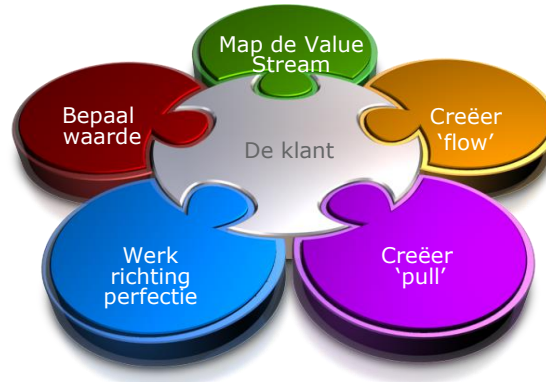 Map de Value
Stream
Bepaal
waarde
Creëer
‘flow’
De klant
Werk
richting
perfectie
Creëer
‘pull’